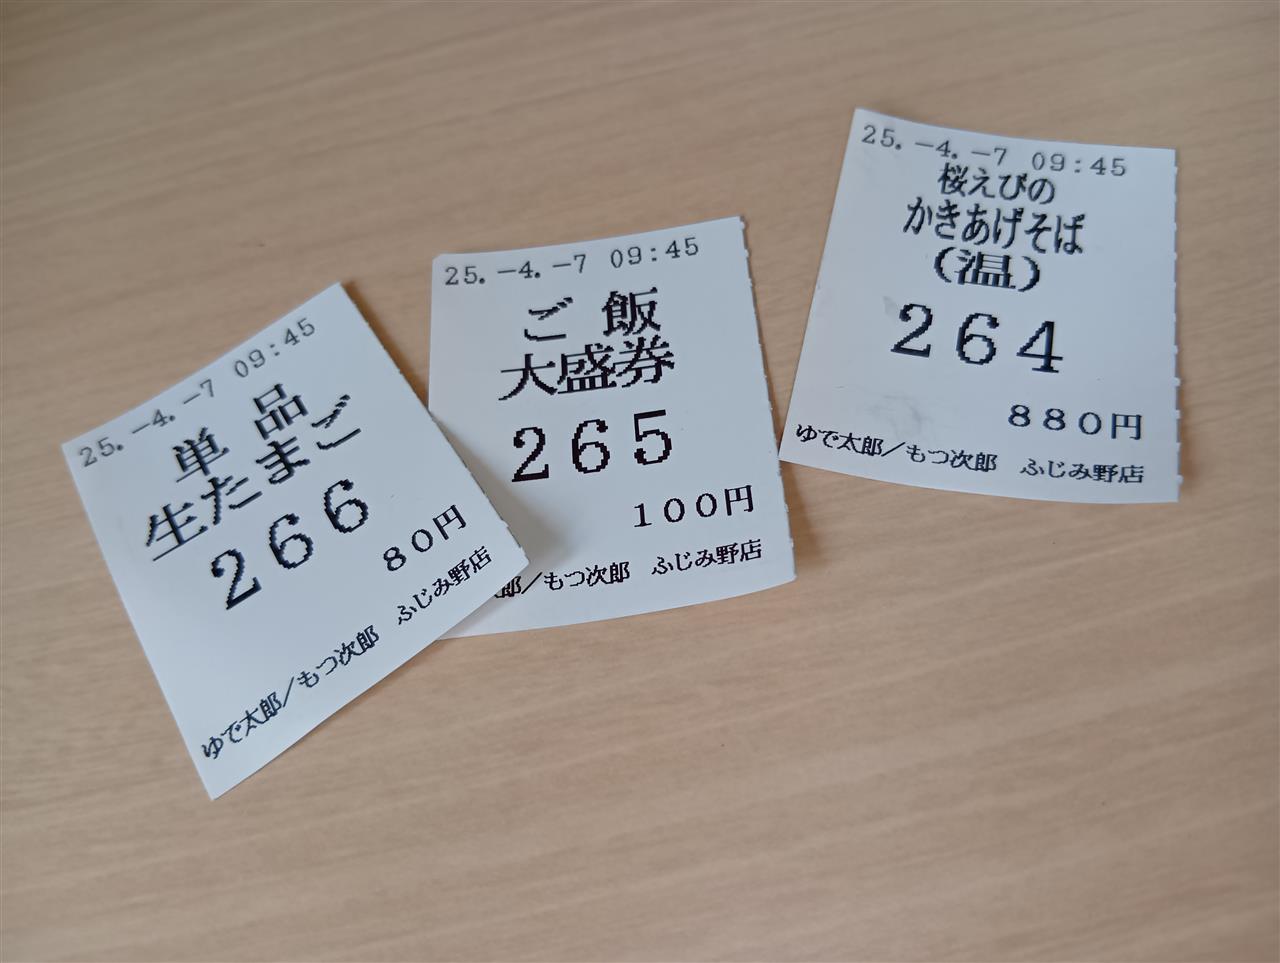 25.-4.-7 09:45
単品
生たまご
266
80円
ゆで太郎／もつ次郎 ふじみ野店
25.-4.-7 09:45
ご飯
大盛券
265
100円
郎／もつ次郎 ふじみ野店
25.-4.-7 09:45
桜えびの
かきあげそば
(温)
264
880円
ゆで太郎／もつ次郎 ふじみ野店